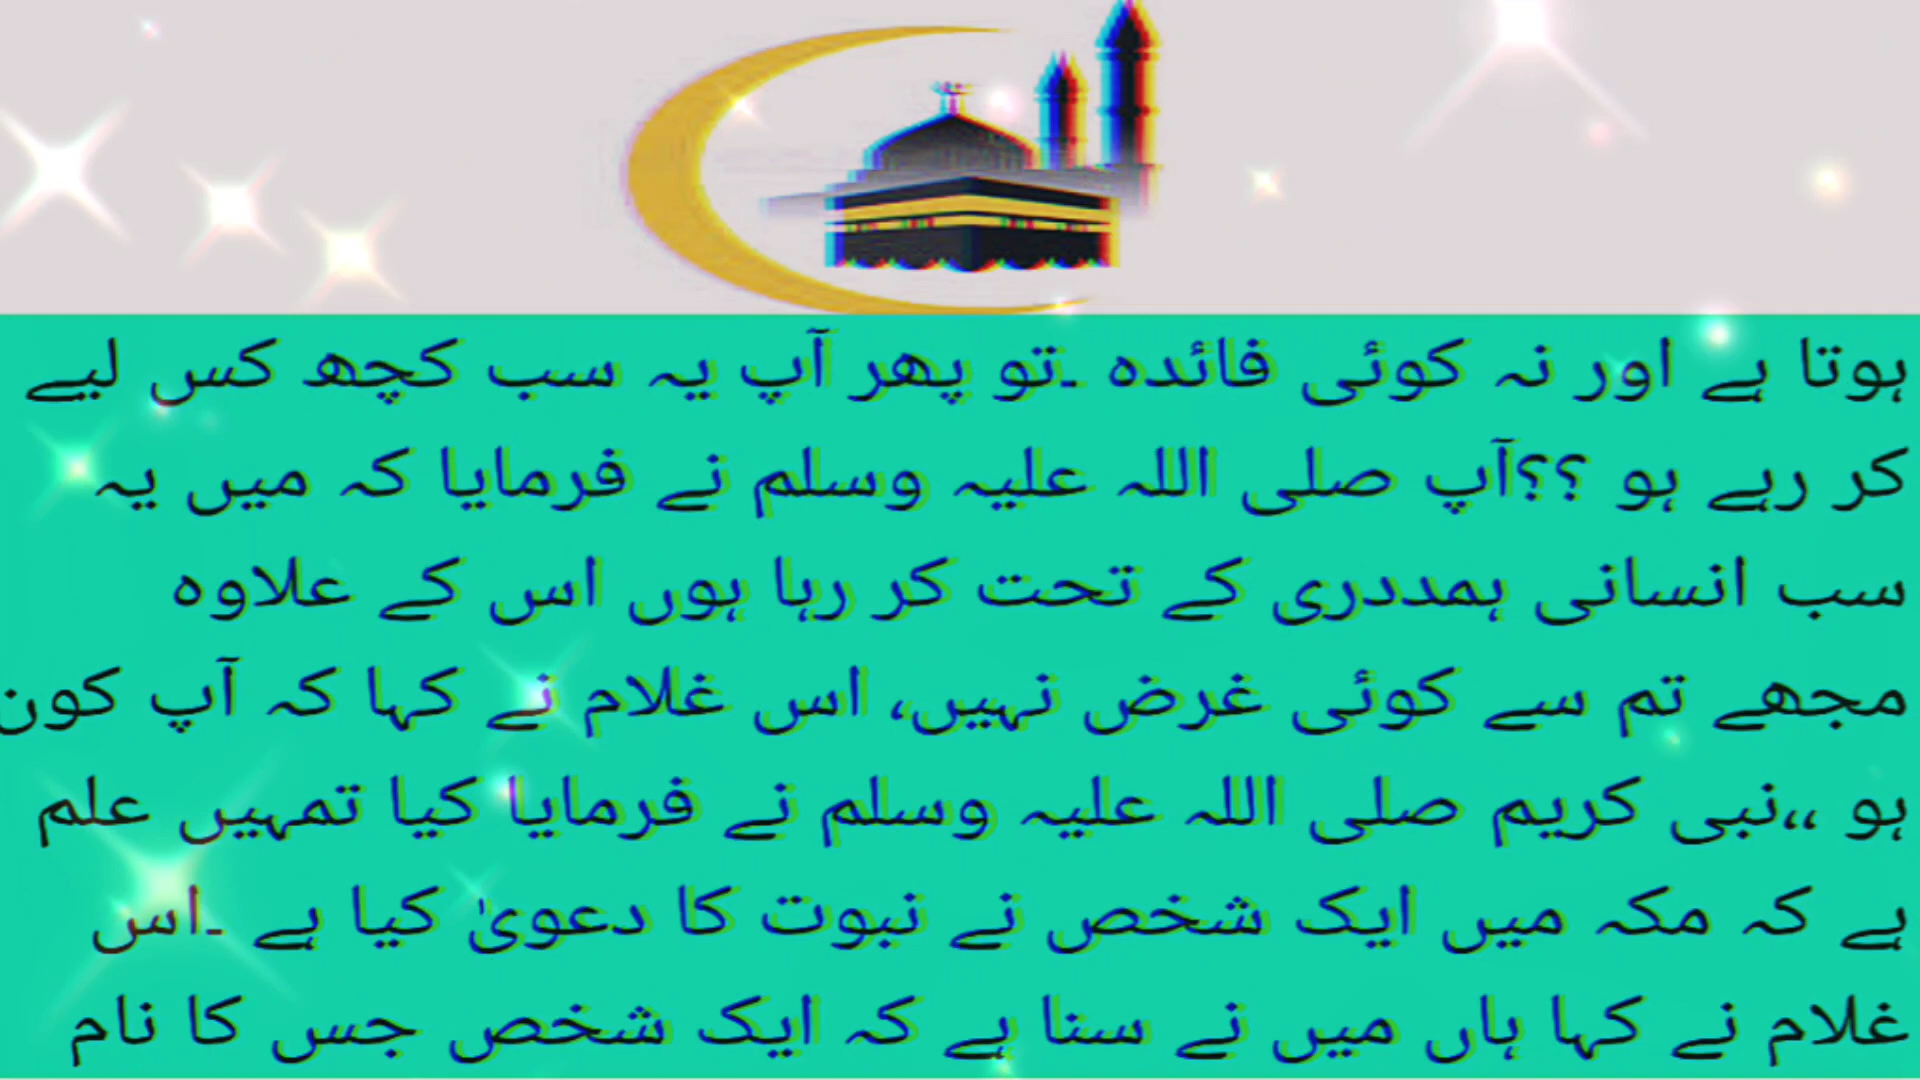 ہوتا ہے اور نہ کوئی فائدہ ۔تو پھر آپ یہ سب کچھ کس لیے
کر رہے ہو ؟؟آپ صلی اللہ علیہ وسلم نے فرمایا کہ میں یہ
سب انسانی ہمددری کے تحت کر رہا ہوں اس کے علاوہ
مجھے تم سے کوئی غرض نہیں، اس غلام نے کہا کہ آپ کون
ہو ،،نبی کریم صلی اللہ علیہ وسلم نے فرمایا کیا تمہیں علم
ہے کہ مکہ میں ایک شخص نے نبوت کا دعویٰ کیا ہے ۔اس
غلام نے کہا ہاں میں نے سنا ہے کہ ایک شخص جس کا نام